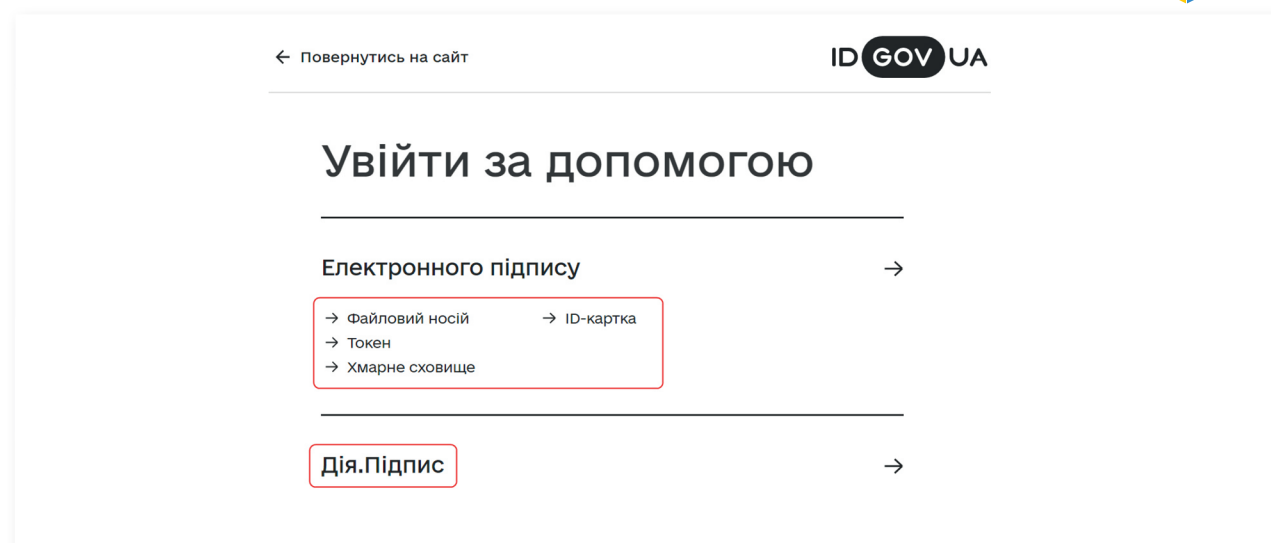 ← Повернутись на сайт
ID GOV UA
Увійти за допомогою
Електронного підпису →
→ Файловий носій → ID-картка
→ Токен
→ Хмарне сховище
Дія.Підпис →